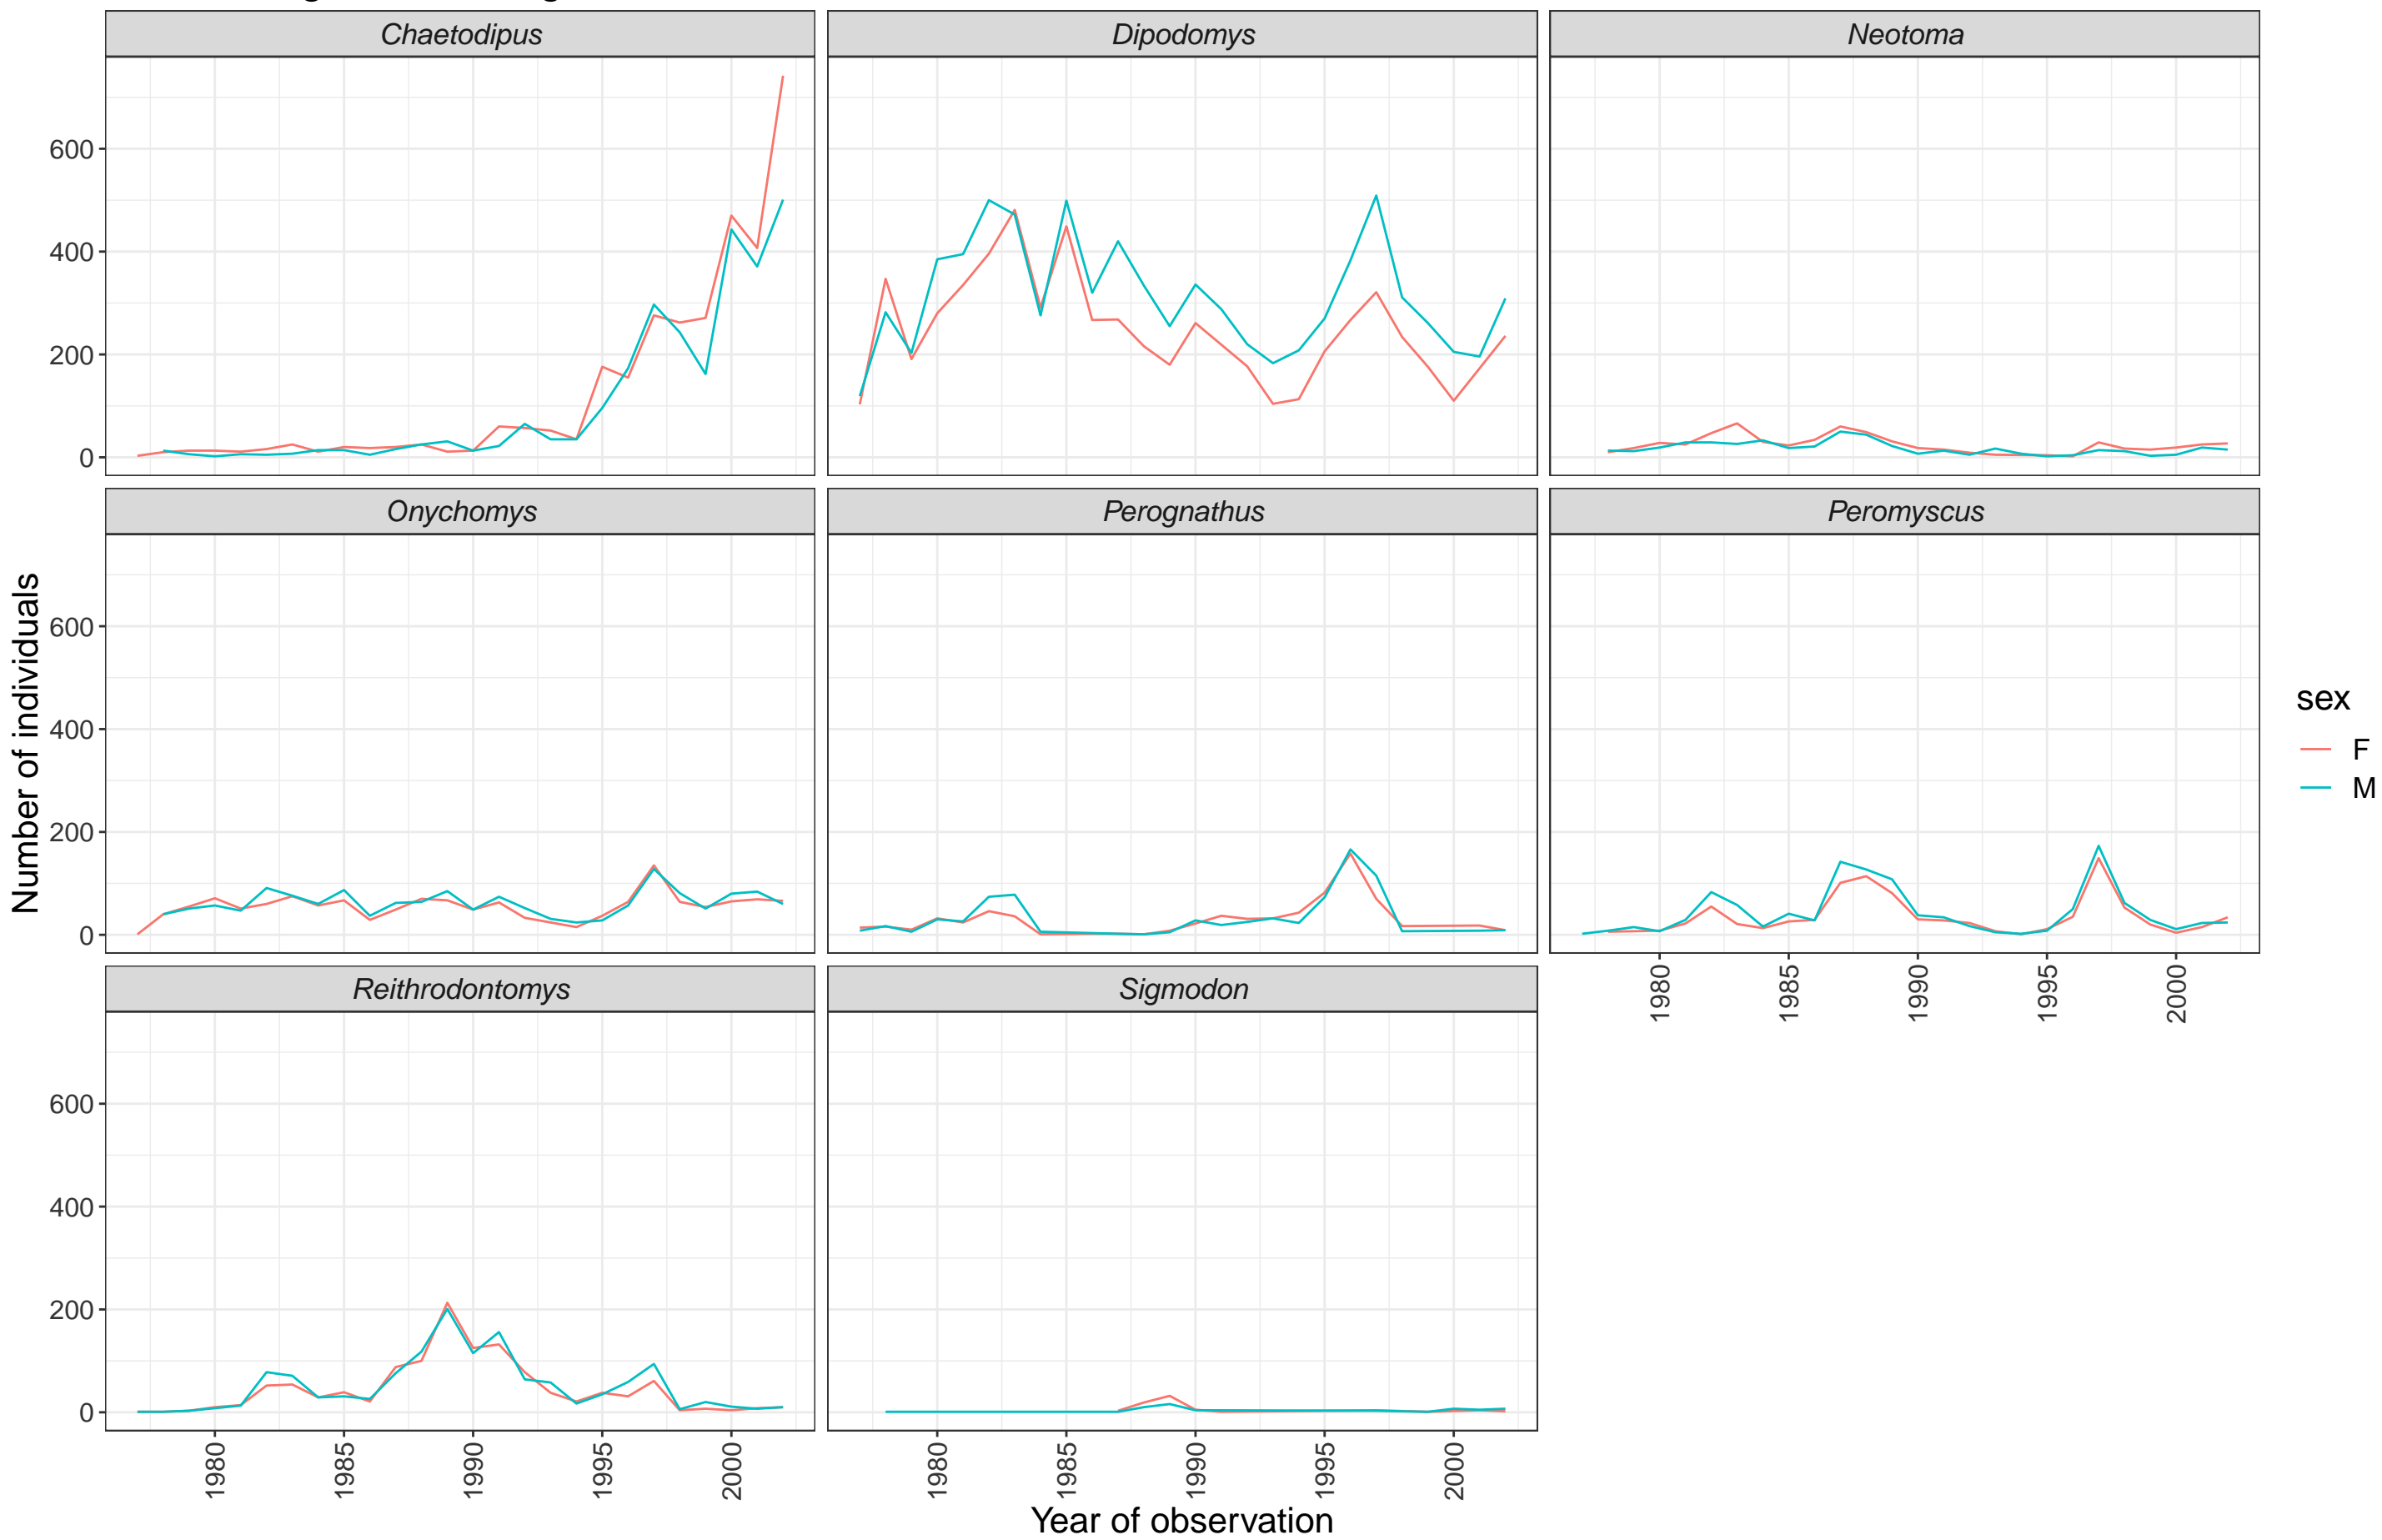 Chaetodipus Dipodomys Neotoma
600
400
200
0
Onychomys Perognathus Peromyscus
600
400
200
0
1980 1985 1990 1995 2000
Reithrodontomys Sigmodon
600
400
200
0
1980 1985 1990 1995 2000 1980 1985 1990 1995 2000
Year of observation
Number of individuals
sex
F
M